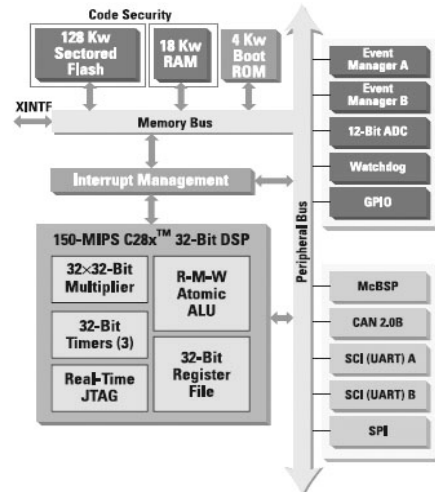 Code Security
128 Kw
Sectored
Flash
18 Kw
RAM
4 Kw
Boot
ROM
XINTF
Memory Bus
Interrupt Management
150-MIPS C28x™ 32-Bit DSP
32×32-Bit
Multiplier
R-M-W
Atomic
ALU
32-Bit
Timers (3)
32-Bit
Register
File
Real-Time
JTAG
Peripheral Bus
Event
Manager A
Event
Manager B
12-Bit ADC
Watchdog
GPIO
McBSP
CAN 2.0B
SCI (UART) A
SCI (UART) B
SPI